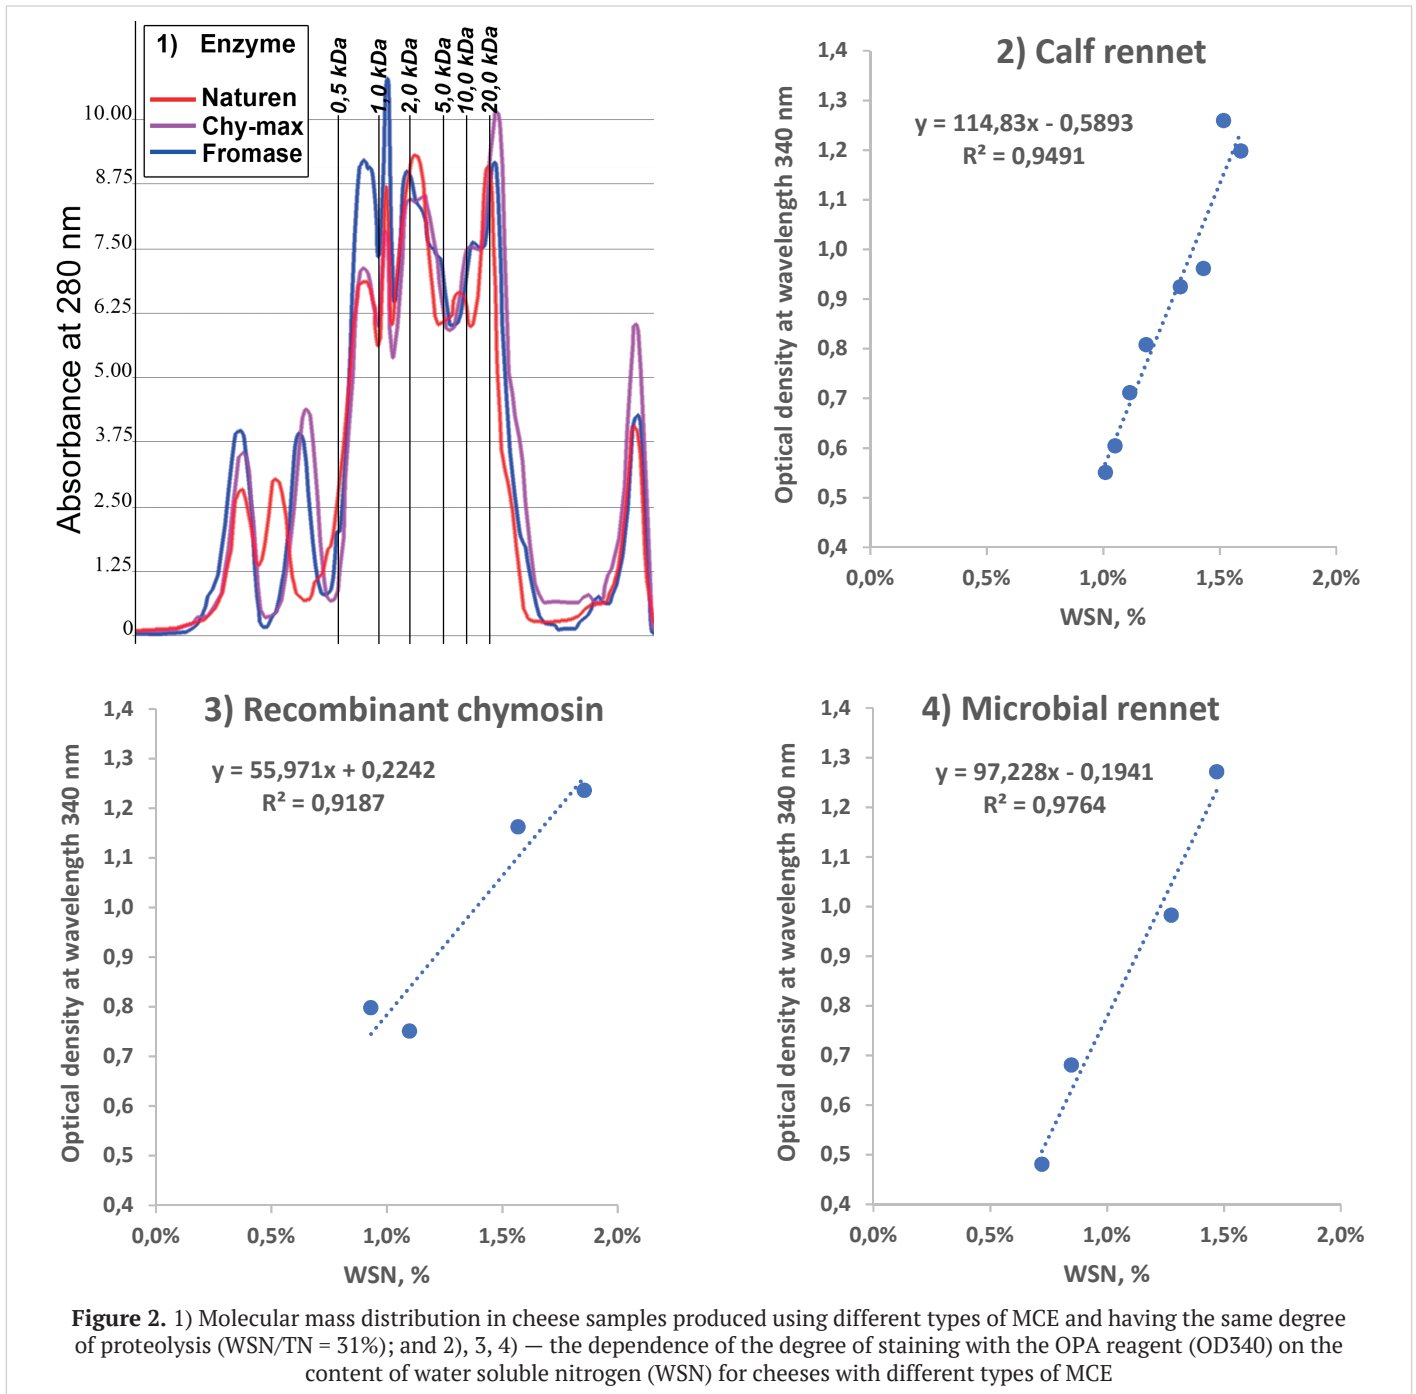 1) Enzyme
Naturen
Chy-max
Fromase
0,5 kDa
1,0 kDa
2,0 kDa
5,0 kDa
10,0 kDa
20,0 kDa
Absorbance at 280 nm
10.00
8.75
7.50
6.25
5.00
3.75
2.50
1.25
0
2) Calf rennet
y = 114,83x - 0,5893
R² = 0,9491
Optical density at wavelength 340 nm
1,4
1,3
1,2
1,1
1,0
0,9
0,8
0,7
0,6
0,5
0,4
0,0% 0,5% 1,0% 1,5% 2,0%
WSN, %
3) Recombinant chymosin
y = 55,971x + 0,2242
R² = 0,9187
Optical density at wavelength 340 nm
1,4
1,3
1,2
1,1
1,0
0,9
0,8
0,7
0,6
0,5
0,4
0,0% 0,5% 1,0% 1,5% 2,0%
WSN, %
4) Microbial rennet
y = 97,228x - 0,1941
R² = 0,9764
Optical density at wavelength 340 nm
1,4
1,3
1,2
1,1
1,0
0,9
0,8
0,7
0,6
0,5
0,4
0,0% 0,5% 1,0% 1,5% 2,0%
WSN, %
Figure 2. 1) Molecular mass distribution in cheese samples produced using different types of MCE and having the same degree
of proteolysis (WSN/TN = 31%); and 2), 3, 4) — the dependence of the degree of staining with the OPA reagent (OD340) on the
content of water soluble nitrogen (WSN) for cheeses with different types of MCE